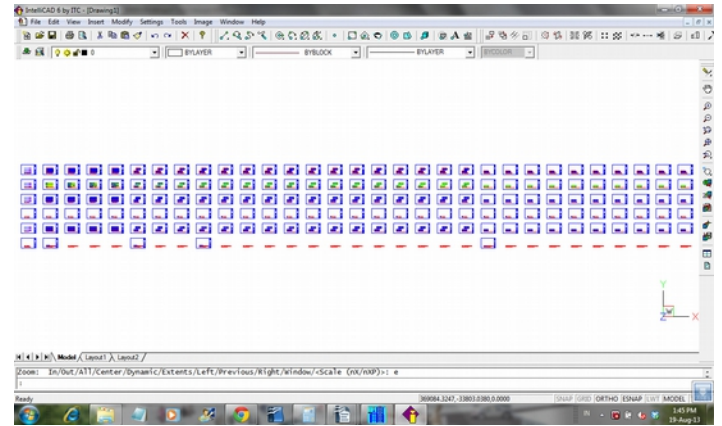 IntelliCAD 6 by ITC - [Drawing1]
File Edit View Insert Modify Settings Tools Image Window Help
0 BYLAYER BYBLOCK BYLAYER BYCOLOR
Y
W
Z X
Model Layout1 Layout2
Zoom: In/Out/All/Center/Dynamic/Extents/Left/Previous/Right/Window/<Scale (nX/nXP)>: e
:
Ready 369084.3247,-33803.0380,0.0000 SNAP GRID ORTHO ESNAP LWT MODEL
IN 1:45 PM
19-Aug-13